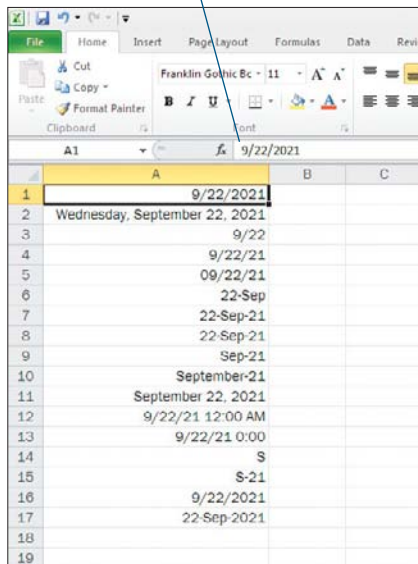 File Home Insert Page Layout Formulas Data Revi
Cut
Copy
Paste
Format Painter
Clipboard
Franklin Gothic Bc 11 A A
B I U A
Font
A1 fx 9/22/2021
A B C
1 9/22/2021
2 Wednesday, September 22, 2021
3 9/22
4 9/22/21
5 09/22/21
6 22-Sep
7 22-Sep-21
8 22-Sep-21
9 Sep-21
10 September-21
11 September 22, 2021
12 9/22/21 12:00 AM
13 9/22/21 0:00
14 S
15 S-21
16 9/22/2021
17 22-Sep-2021
18
19